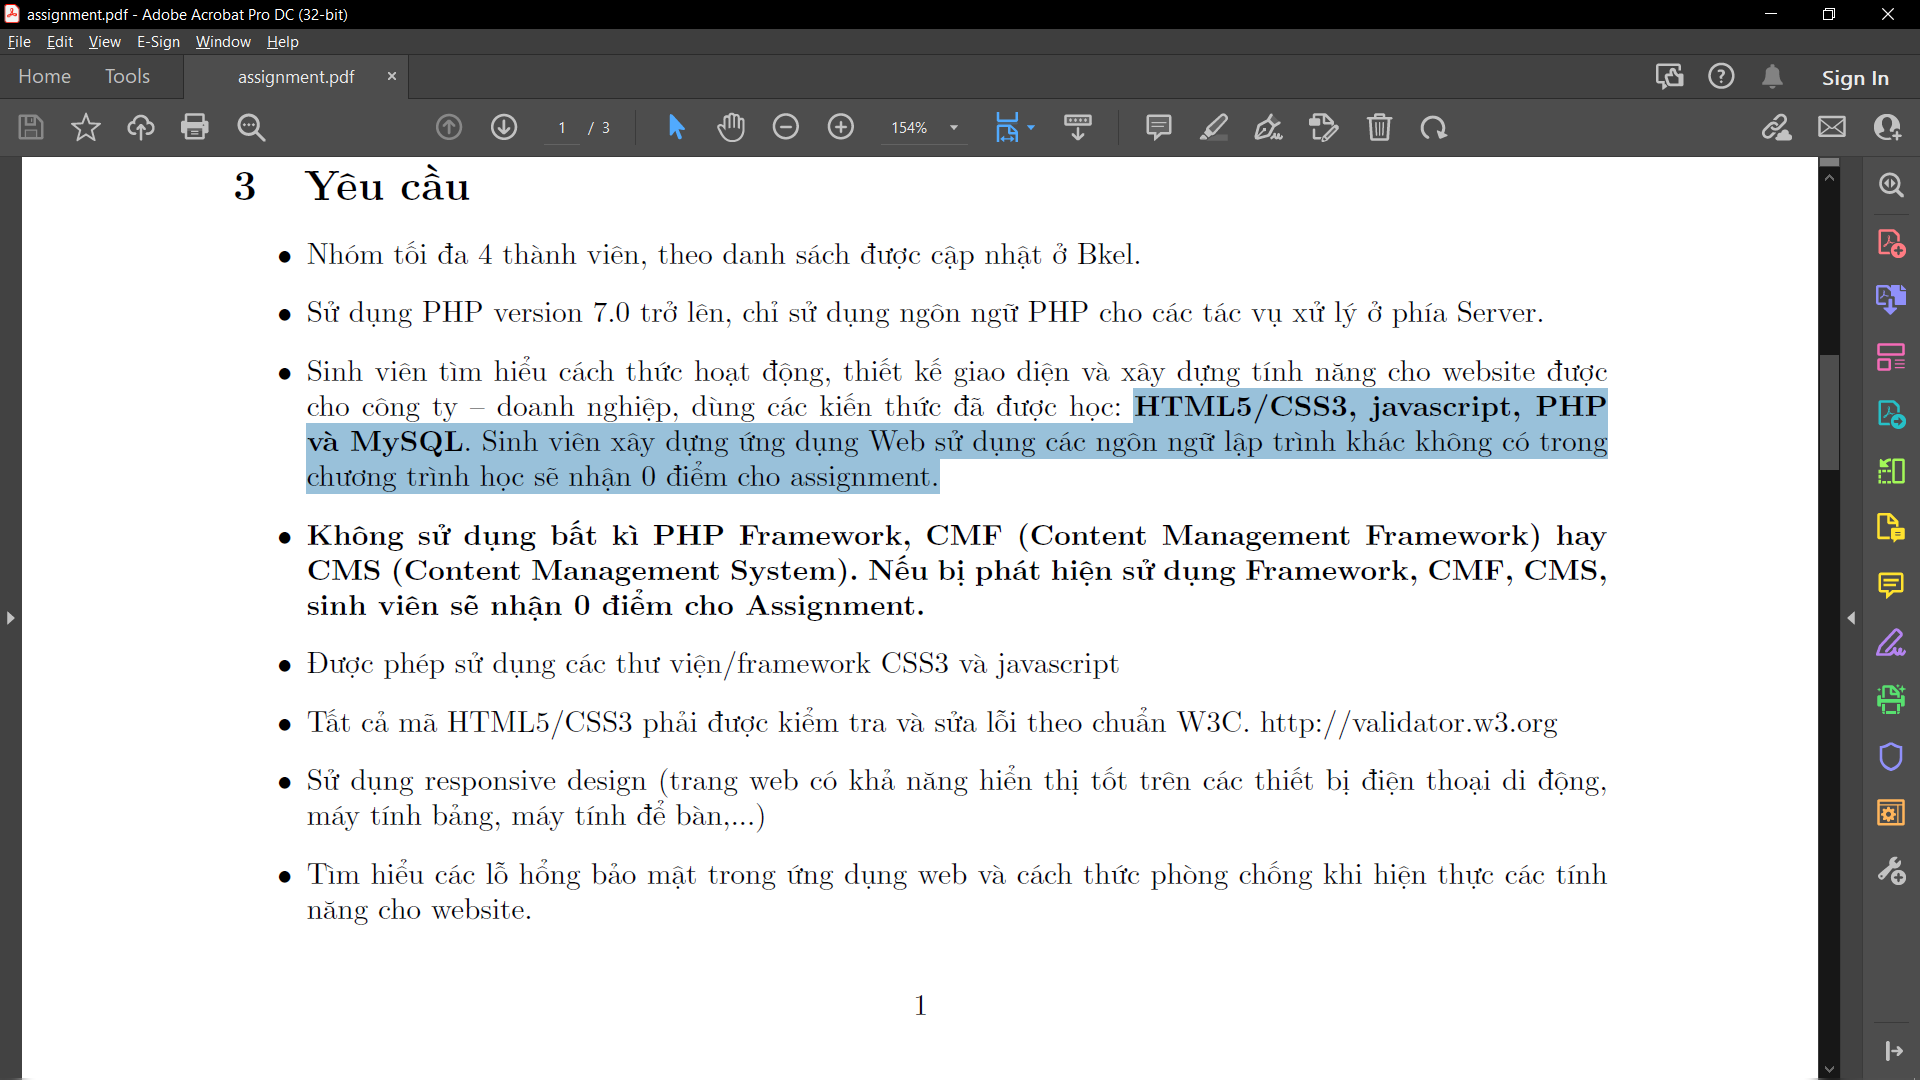 assignment.pdf - Adobe Acrobat Pro DC (32-bit)
File Edit View E-Sign Window Help
Home Tools assignment.pdf Sign In
1 / 3 154%
3 Yêu cầu
• Nhóm tối đa 4 thành viên, theo danh sách được cập nhật ở Bkel.
• Sử dụng PHP version 7.0 trở lên, chỉ sử dụng ngôn ngữ PHP cho các tác vụ xử lý ở phía Server.
• Sinh viên tìm hiểu cách thức hoạt động, thiết kế giao diện và xây dựng tính năng cho website được
cho công ty – doanh nghiệp, dùng các kiến thức đã được học: HTML5/CSS3, javascript, PHP
và MySQL. Sinh viên xây dựng ứng dụng Web sử dụng các ngôn ngữ lập trình khác không có trong
chương trình học sẽ nhận 0 điểm cho assignment.
• Không sử dụng bất kì PHP Framework, CMF (Content Management Framework) hay
CMS (Content Management System). Nếu bị phát hiện sử dụng Framework, CMF, CMS,
sinh viên sẽ nhận 0 điểm cho Assignment.
• Được phép sử dụng các thư viện/framework CSS3 và javascript
• Tất cả mã HTML5/CSS3 phải được kiểm tra và sửa lỗi theo chuẩn W3C. http://validator.w3.org
• Sử dụng responsive design (trang web có khả năng hiển thị tốt trên các thiết bị điện thoại di động,
máy tính bảng, máy tính để bàn,...)
• Tìm hiểu các lỗ hổng bảo mật trong ứng dụng web và cách thức phòng chống khi hiện thực các tính
năng cho website.
1